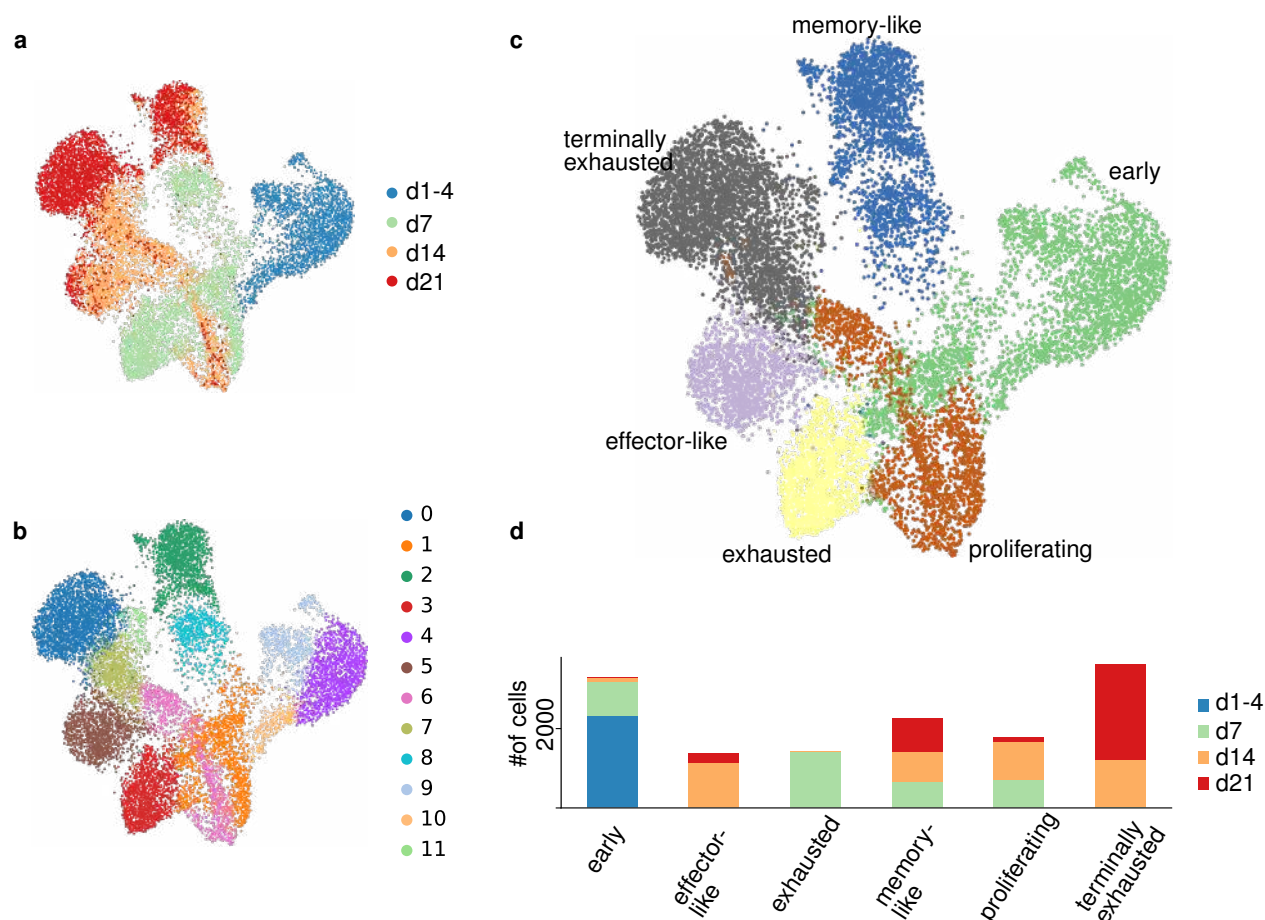 a
d1-4
d7
d14
d21
b
0
1
2
3
4
5
6
7
8
9
10
11
c
memory-like
terminally
exhausted
early
effector-like
exhausted
proliferating
d
#of cells
2000
early
effector-
like
exhausted
memory-
like
proliferating
terminally
exhausted
d1-4
d7
d14
d21